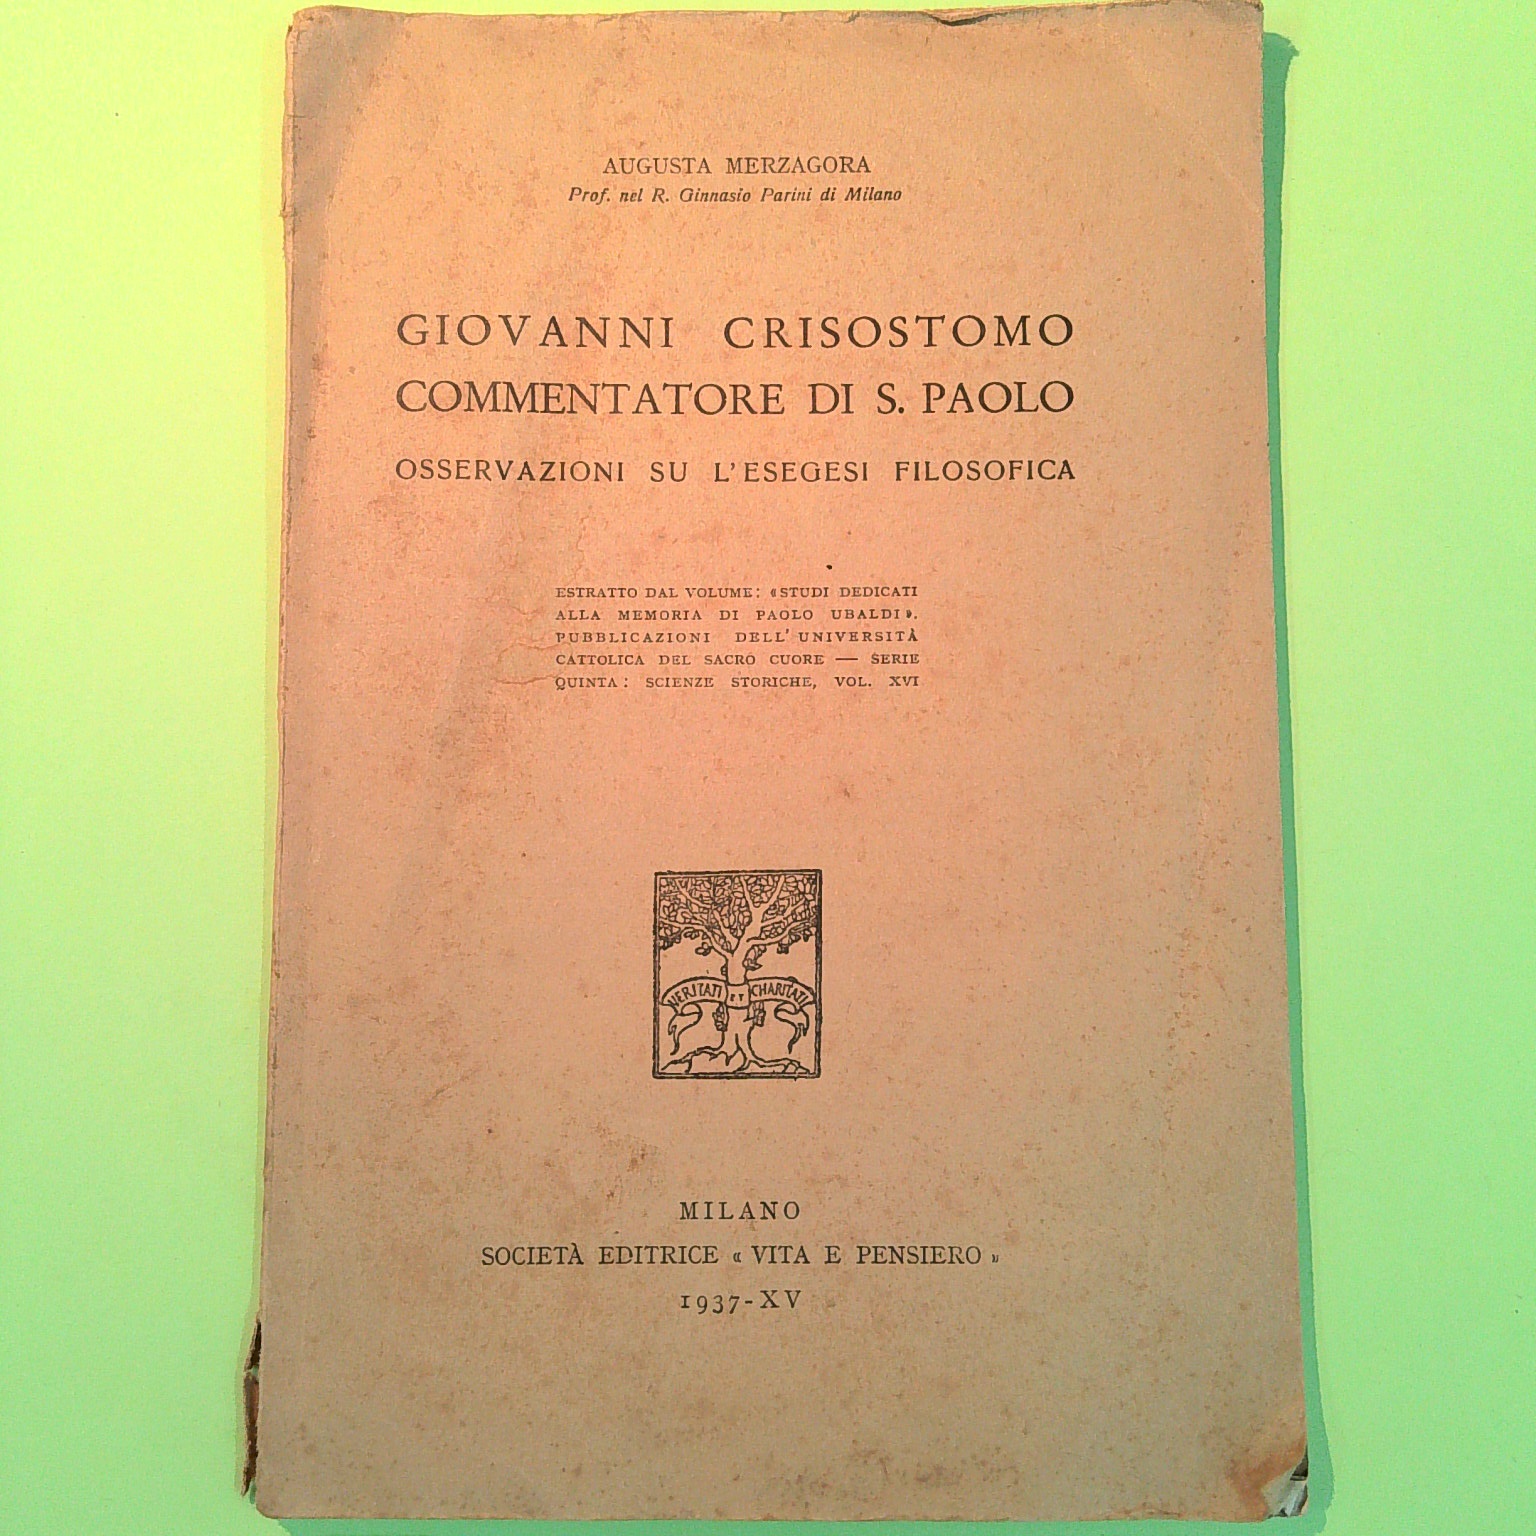 AUGUSTA MERZAGORA
Prof. nel R. Ginnasio Parini di Milano
GIOVANNI CRISOSTOMO
COMMENTATORE DI S. PAOLO
OSSERVAZIONI SU L'ESEGESI FILOSOFICA
ESTRATTO DAL VOLUME: «STUDI DEDICATI
ALLA MEMORIA DI PAOLO UBALDI».
PUBBLICAZIONI DELL'UNIVERSITÀ
CATTOLICA DEL SACRO CUORE — SERIE
QUINTA: SCIENZE STORICHE, VOL. XVI
VERITATI ET CHARITATI
MILANO
SOCIETÀ EDITRICE «VITA E PENSIERO»
1937-XV